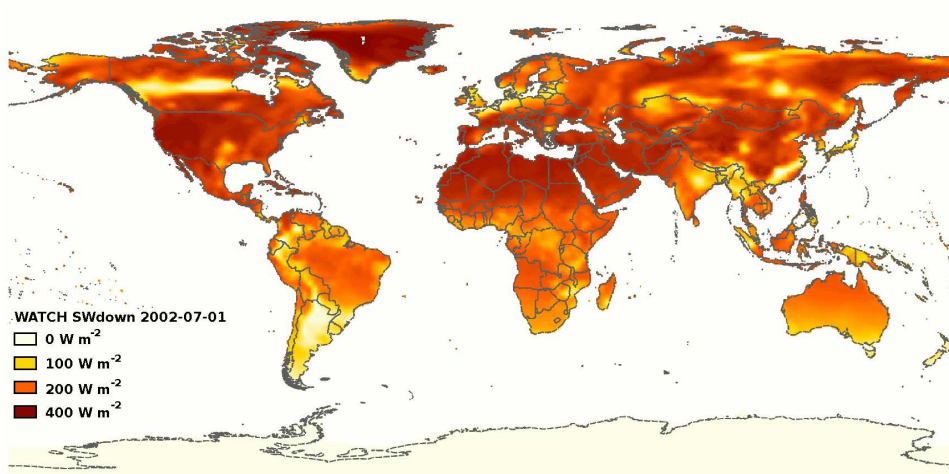 WATCH SWdown 2002-07-01
0 W m⁻²
100 W m⁻²
200 W m⁻²
400 W m⁻²